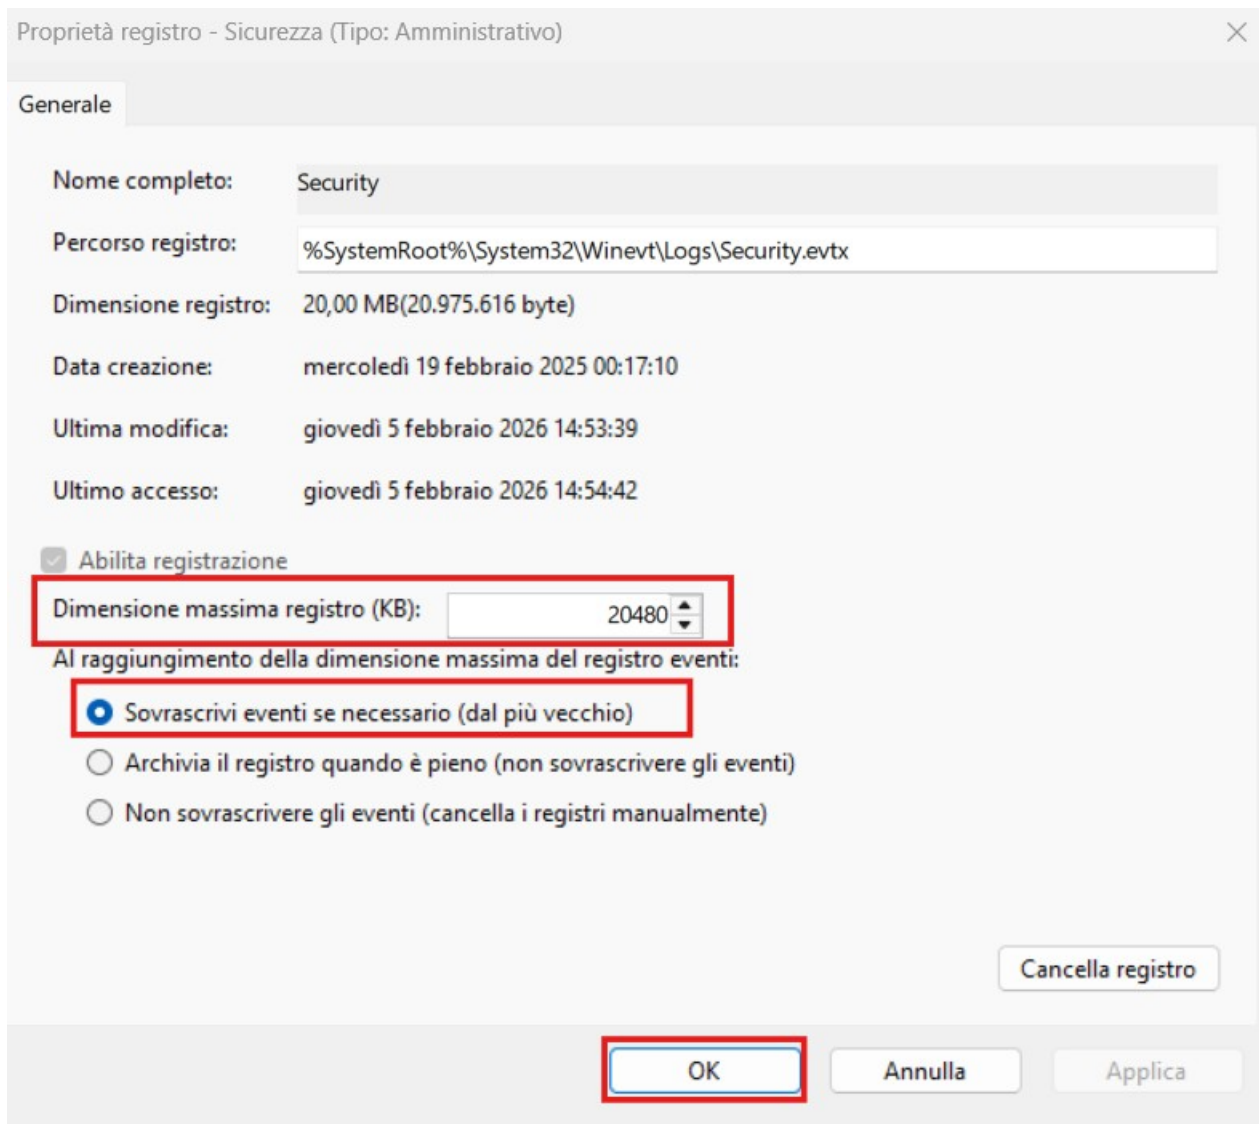 Proprietà registro - Sicurezza (Tipo: Amministrativo)
Generale
Nome completo: Security
Percorso registro: %SystemRoot%\System32\Winevt\Logs\Security.evtx
Dimensione registro: 20,00 MB(20.975.616 byte)
Data creazione: mercoledì 19 febbraio 2025 00:17:10
Ultima modifica: giovedì 5 febbraio 2026 14:53:39
Ultimo accesso: giovedì 5 febbraio 2026 14:54:42
Abilita registrazione
Dimensione massima registro (KB): 20480
Al raggiungimento della dimensione massima del registro eventi:
Sovrascrivi eventi se necessario (dal più vecchio)
Archivia il registro quando è pieno (non sovrascrivere gli eventi)
Non sovrascrivere gli eventi (cancella i registri manualmente)
Cancella registro
OK Annulla Applica